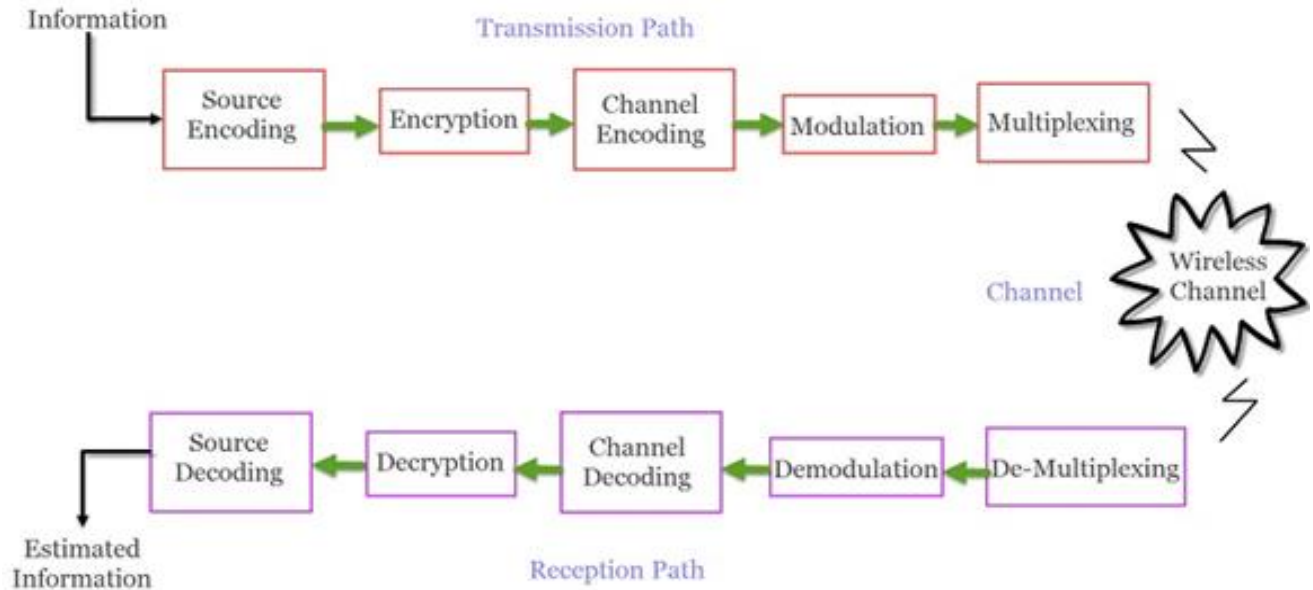 Information
Transmission Path
Source
Encoding
Encryption
Channel
Encoding
Modulation
Multiplexing
Wireless
Channel
Channel
De-Multiplexing
Demodulation
Channel
Decoding
Decryption
Source
Decoding
Estimated
Information
Reception Path